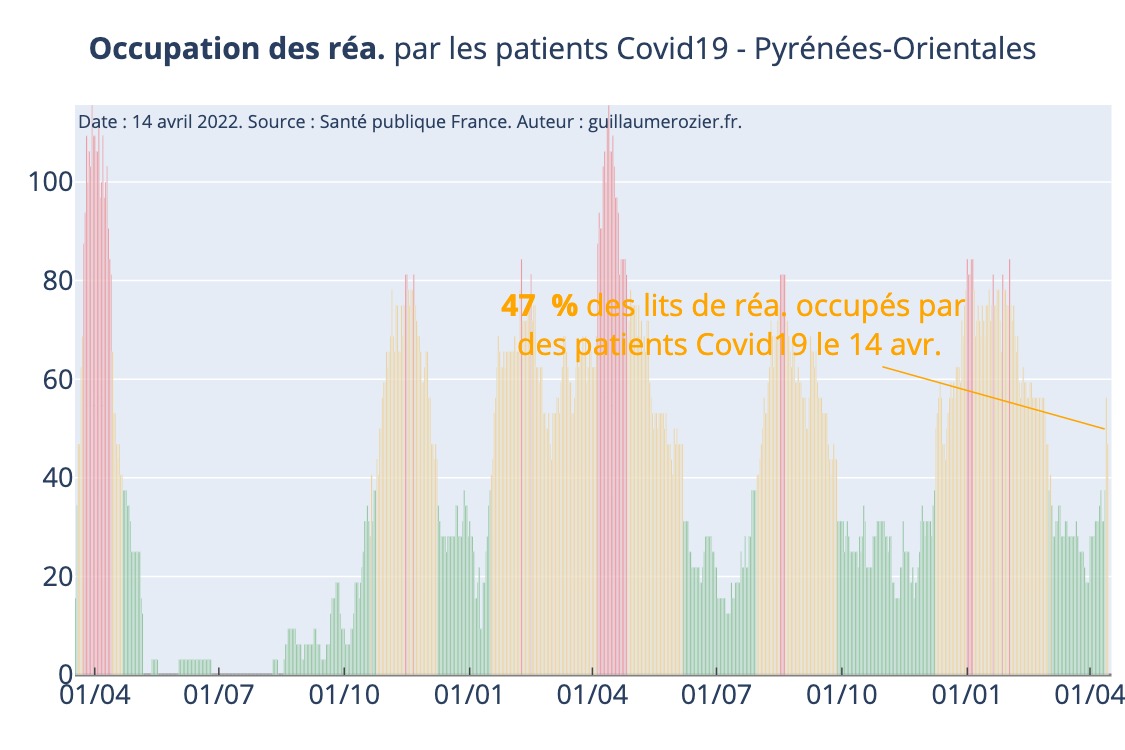 Occupation des réa. par les patients Covid19 - Pyrénées-Orientales
Date : 14 avril 2022. Source : Santé publique France. Auteur : guillaumerozier.fr.
100
80
47 % des lits de réa. occupés par
des patients Covid19 le 14 avr.
60
40
20
0
01/04 01/07 01/10 01/01 01/04 01/07 01/10 01/01 01/04